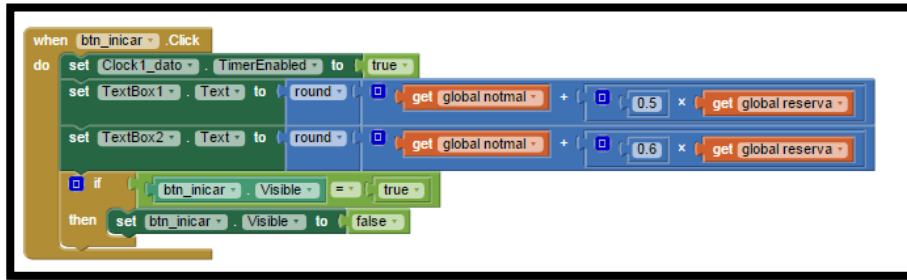 when btn_inicar .Click
do set Clock1_dato . TimerEnabled to true
set TextBox1 . Text to round get global notmal + 0.5 × get global reserva
set TextBox2 . Text to round get global notmal + 0.6 × get global reserva
if btn_inicar . Visible = true
then set btn_inicar . Visible to false